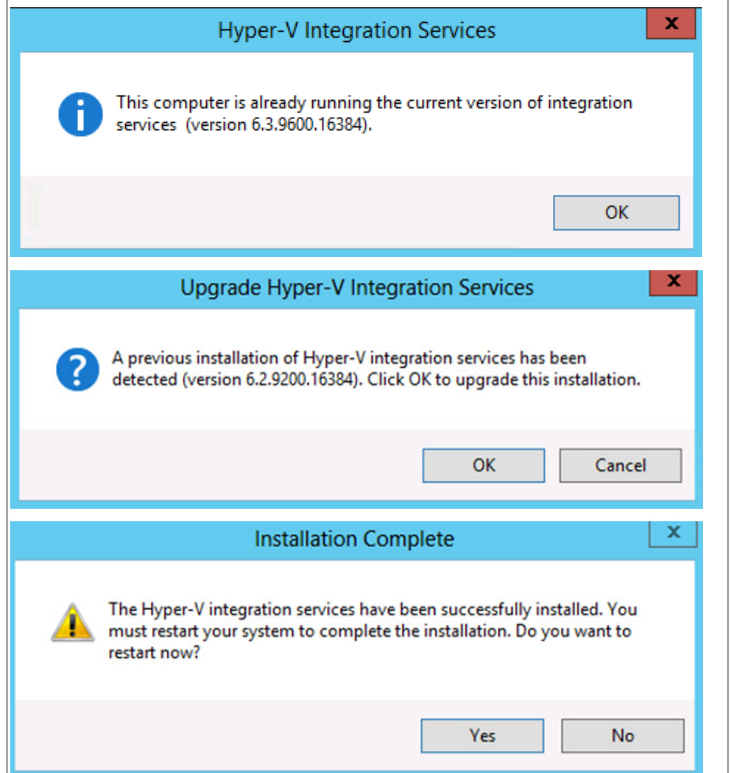 Hyper-V Integration Services
x
This computer is already running the current version of integration
services (version 6.3.9600.16384).
OK
Upgrade Hyper-V Integration Services
x
A previous installation of Hyper-V integration services has been
detected (version 6.2.9200.16384). Click OK to upgrade this installation.
OK Cancel
Installation Complete
x
The Hyper-V integration services have been successfully installed. You
must restart your system to complete the installation. Do you want to
restart now?
Yes No